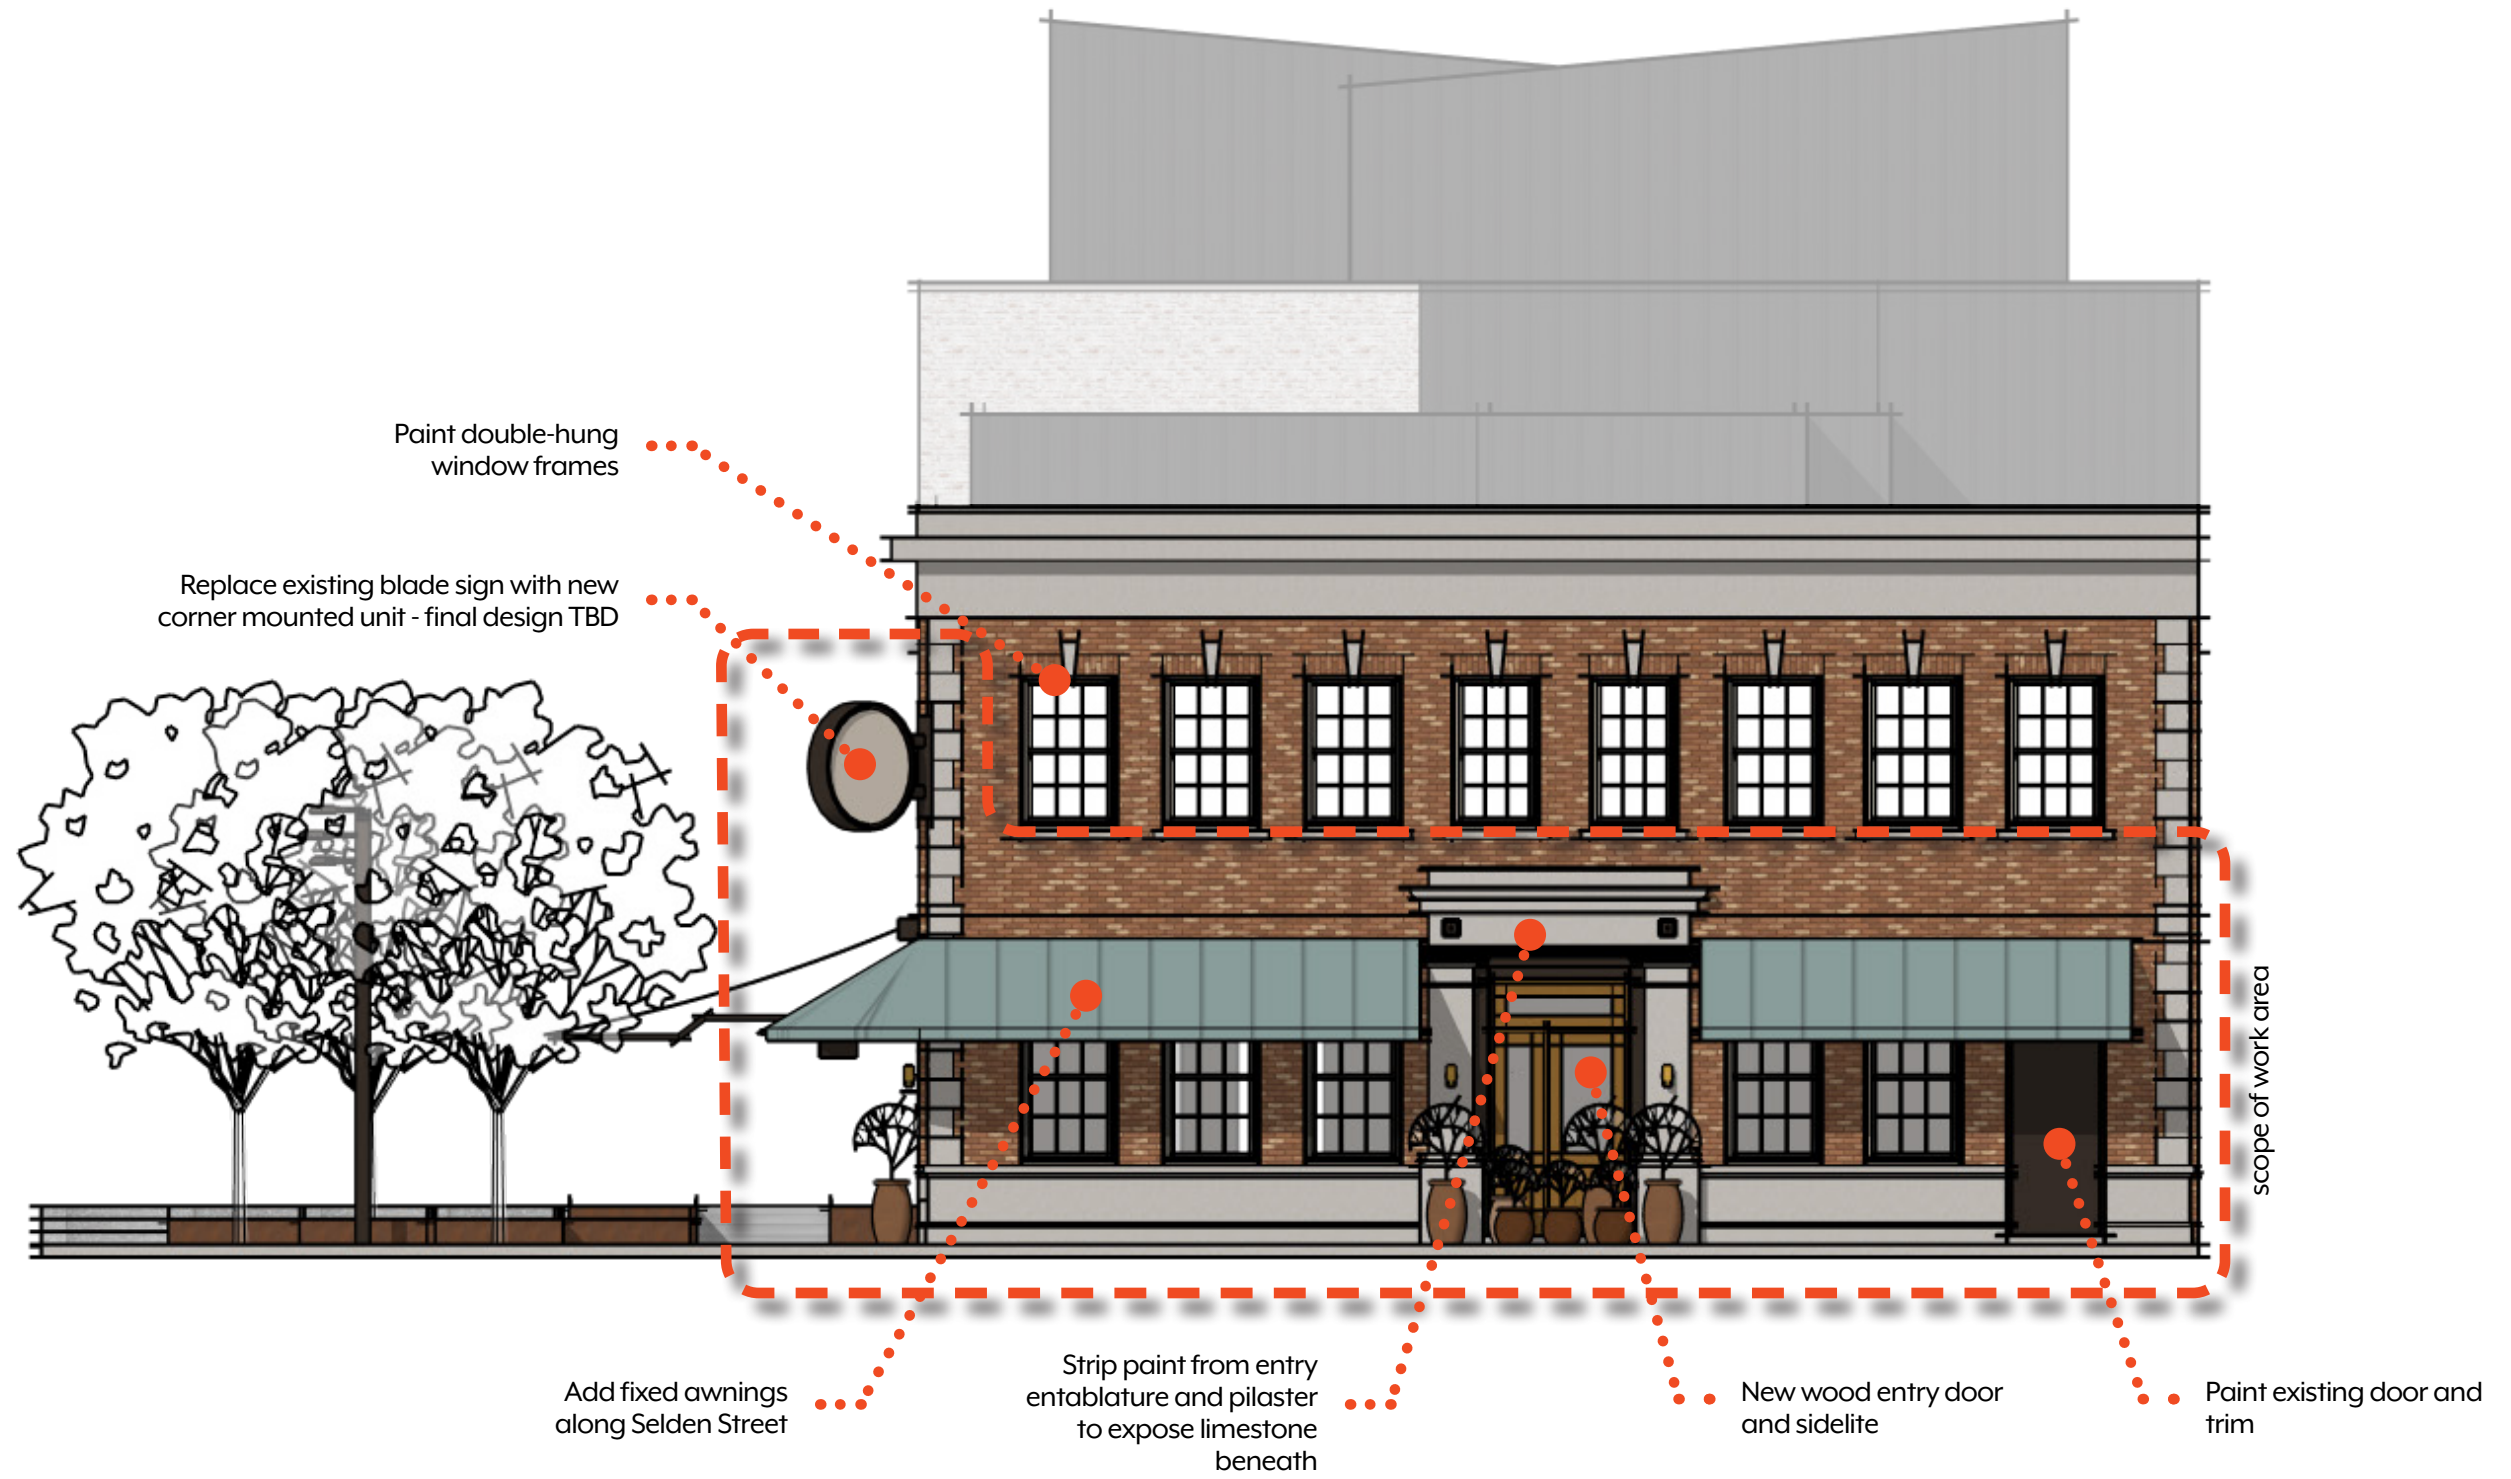 Paint double-hung
window frames
Replace existing blade sign with new
corner mounted unit - final design TBD
scope of work area
Add fixed awnings
along Selden Street
Strip paint from entry
entablature and pilaster
to expose limestone
beneath
New wood entry door
and sidelite
Paint existing door and
trim